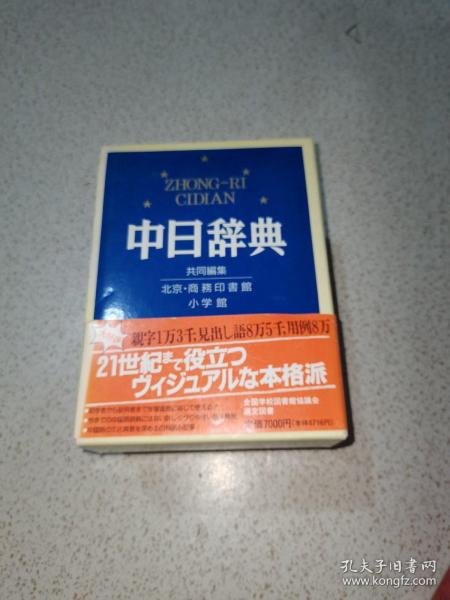 ZHONG-RI
CIDIAN
中日辞典
共同編集
北京・商務印書館
小学館
親字1万3千,見出し語8万5千,用例8万
21世紀まで役立つ
ヴィジュアルな本格派
全国学校図書館協議会
選定図書
定価7000円
孔夫子旧书网
www.kongfz.com